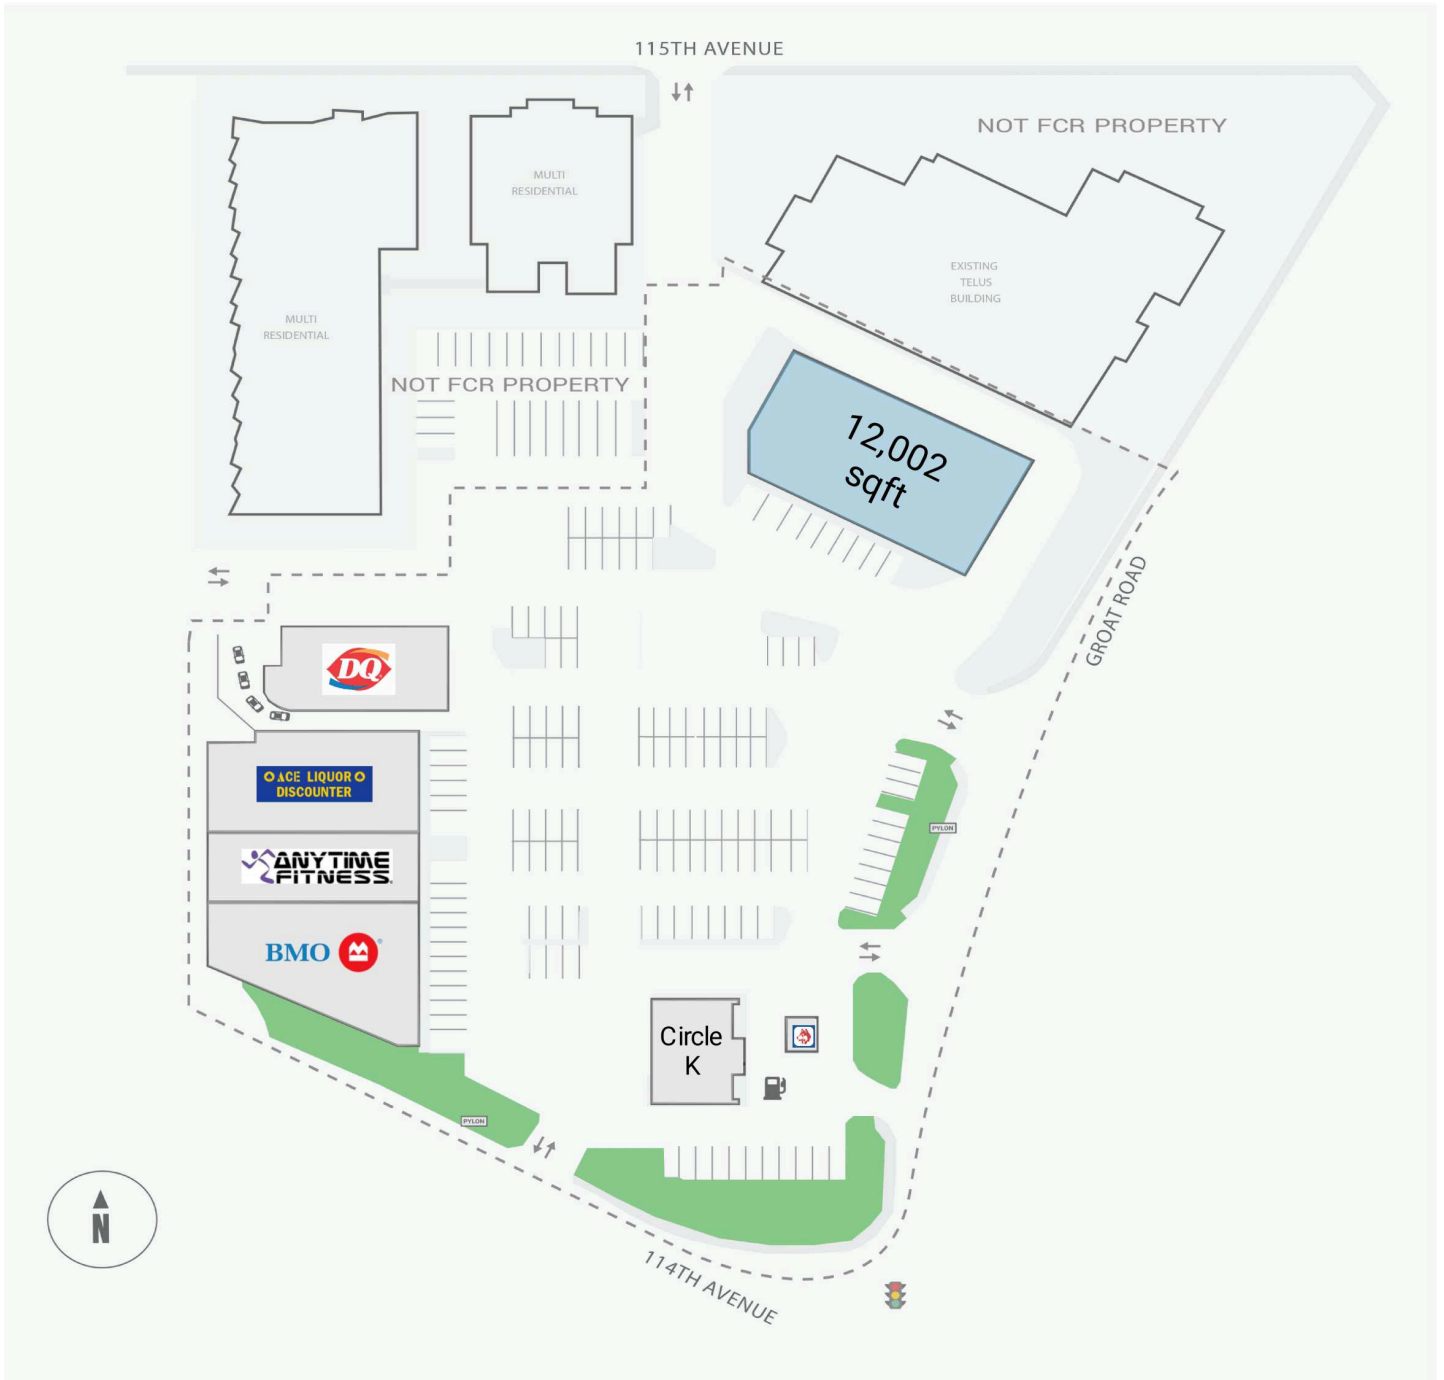 115TH AVENUE
NOT FCR PROPERTY
MULTI
RESIDENTIAL
EXISTING
TELUS
BUILDING
MULTI
RESIDENTIAL
NOT FCR PROPERTY
12,002
sqft
GROAT ROAD
DQ
ACE LIQUOR
DISCOUNTER
PYLON
ANYTIME
FITNESS
BMO
Circle
K
PYLON
N
114TH AVENUE